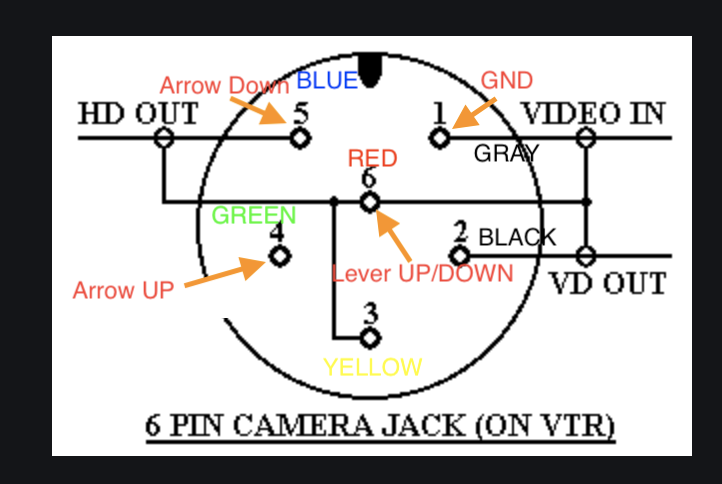 Arrow Down BLUE GND
HD OUT 5 1 VIDEO IN
RED GRAY
6
GREEN
4 2 BLACK
Arrow UP Lever UP/DOWN VD OUT
3
YELLOW
6 PIN CAMERA JACK (ON VTR)